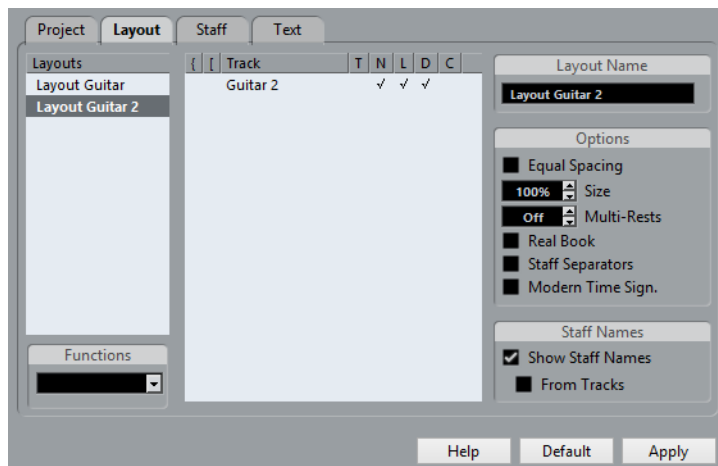 Project Layout Staff Text
Layouts
Layout Guitar
Layout Guitar 2
Functions
{ [ Track T N L D C
Guitar 2 √ √ √
Layout Name
Layout Guitar 2
Options
Equal Spacing
100% Size
Off Multi-Rests
Real Book
Staff Separators
Modern Time Sign.
Staff Names
Show Staff Names
From Tracks
Help Default Apply